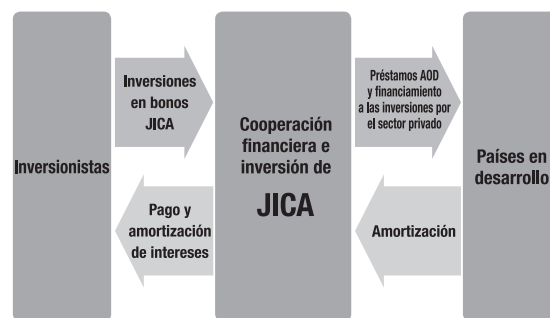 Inversionistas
Inversiones
en bonos
JICA
Pago y
amortización
de intereses
Cooperación
financiera e
inversión de
JICA
Préstamos AOD
y financiamiento
a las inversiones por
el sector privado
Amortización
Países en
desarrollo